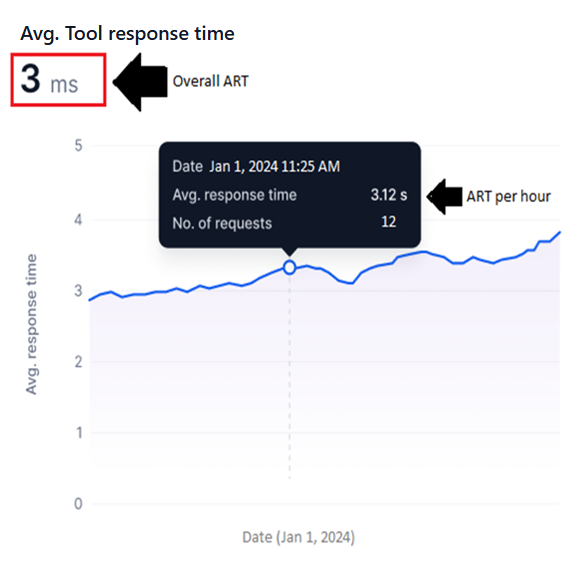 Avg. Tool response time
3 ms
Overall ART
5
Date Jan 1, 2024 11:25 AM
Avg. response time 3.12 s
ART per hour
No. of requests 12
4
3
2
1
0
Avg. response time
Date (Jan 1, 2024)